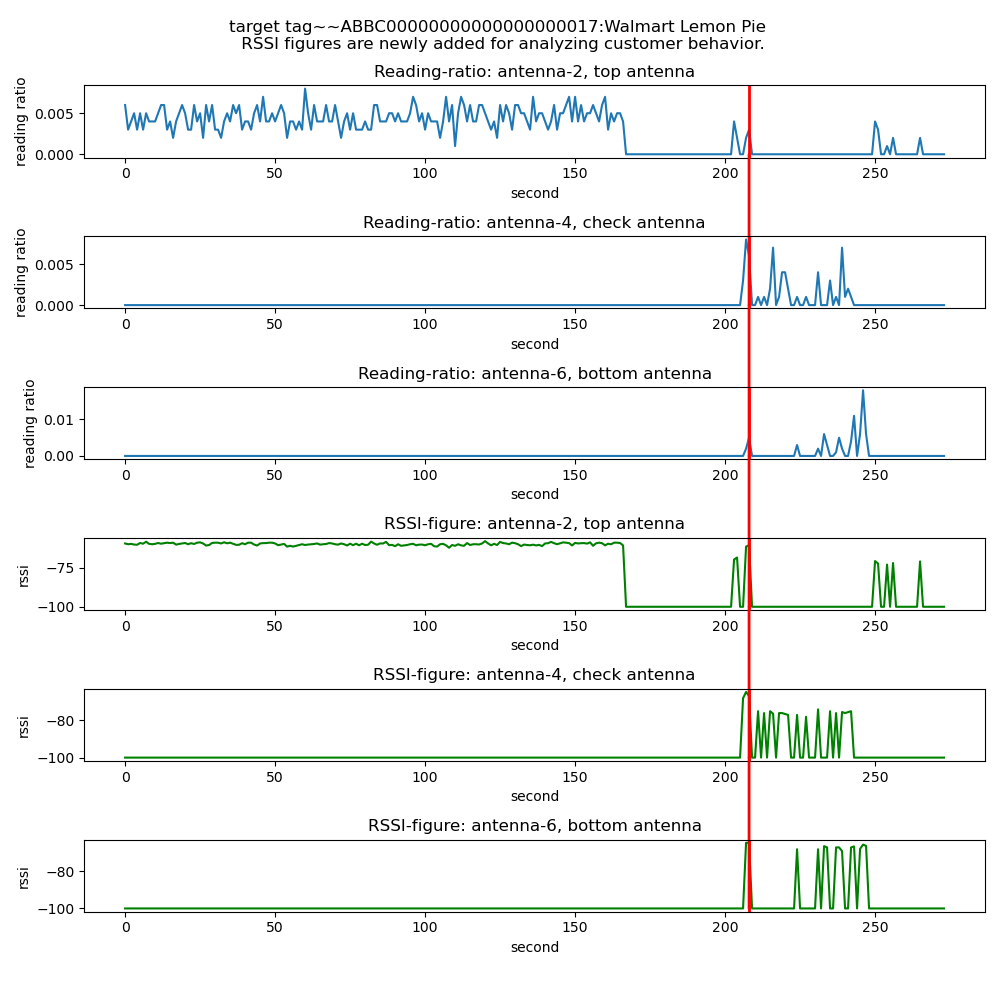 target tag~~ABBC00000000000000000017:Walmart Lemon Pie
RSSI figures are newly added for analyzing customer behavior.
Reading-ratio: antenna-2, top antenna
reading ratio
0.005
0.000
0 50 100 150 200 250
second
Reading-ratio: antenna-4, check antenna
reading ratio
0.005
0.000
0 50 100 150 200 250
second
Reading-ratio: antenna-6, bottom antenna
reading ratio
0.01
0.00
0 50 100 150 200 250
second
RSSI-figure: antenna-2, top antenna
rssi
−75
−100
0 50 100 150 200 250
second
RSSI-figure: antenna-4, check antenna
rssi
−80
−100
0 50 100 150 200 250
second
RSSI-figure: antenna-6, bottom antenna
rssi
−80
−100
0 50 100 150 200 250
second